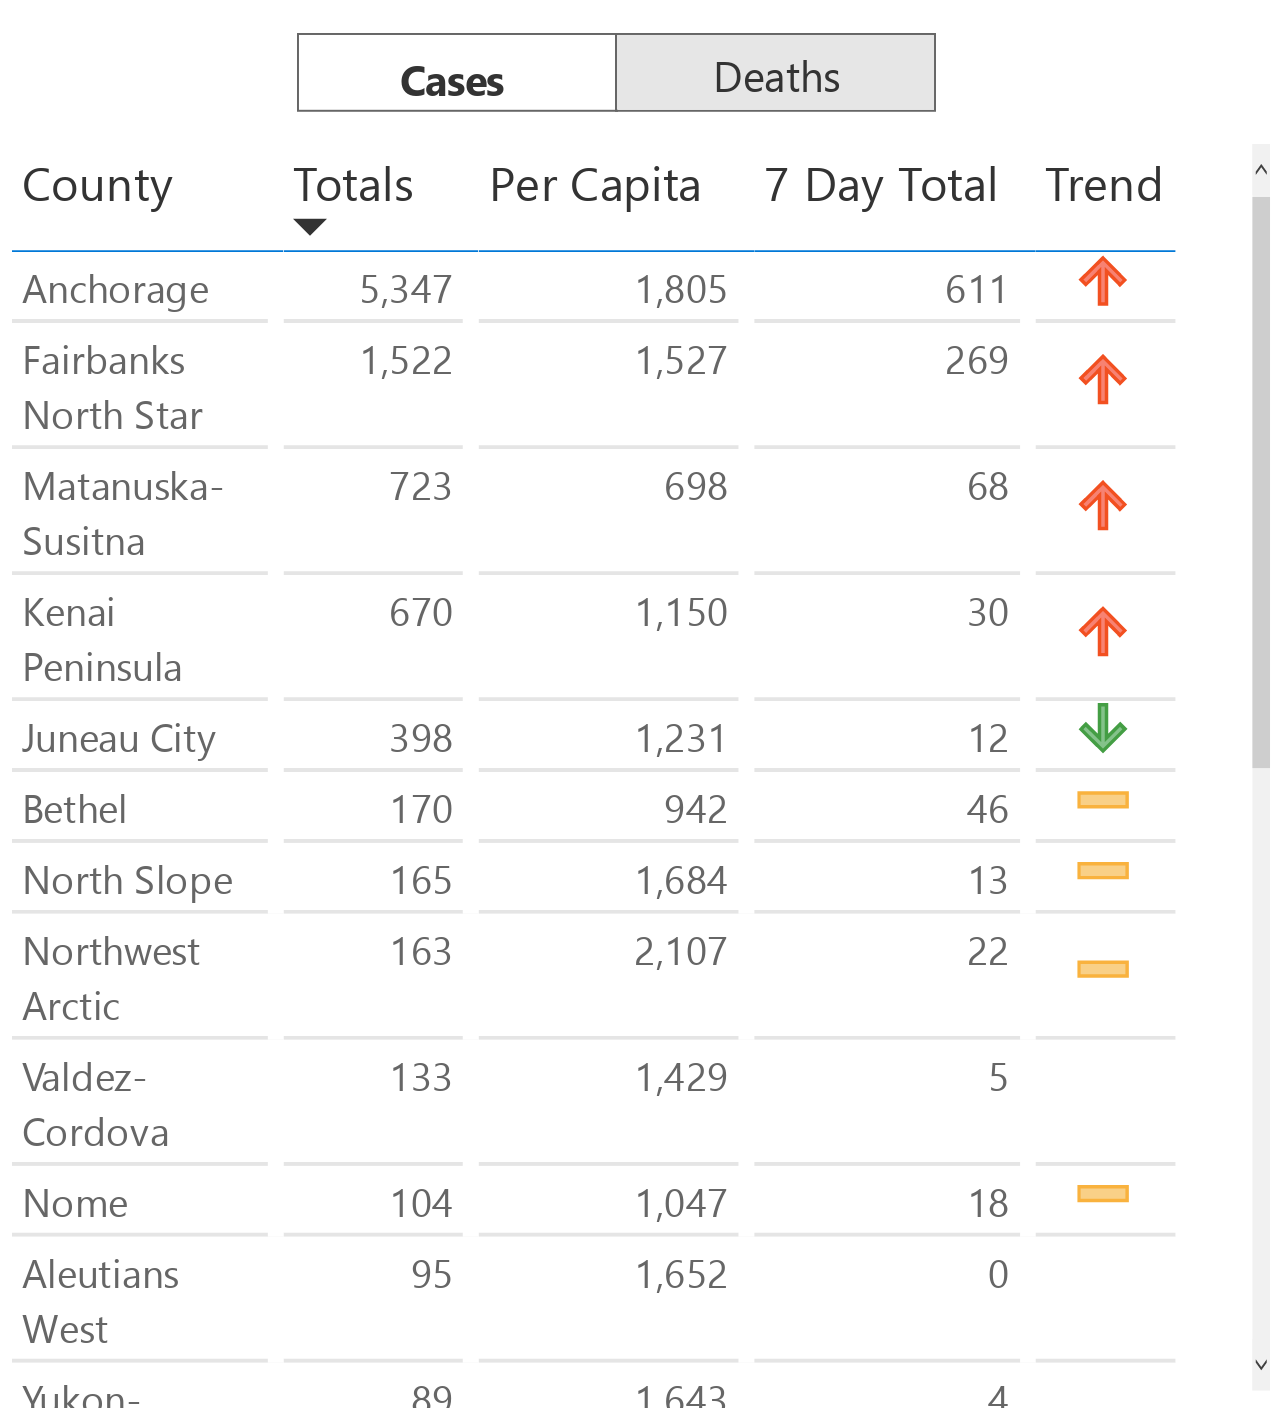 Cases Deaths
County Totals Per Capita 7 Day Total Trend
Anchorage 5,347 1,805 611
Fairbanks 1,522 1,527 269
North Star
Matanuska- 723 698 68
Susitna
Kenai 670 1,150 30
Peninsula
Juneau City 398 1,231 12
Bethel 170 942 46
North Slope 165 1,684 13
Northwest 163 2,107 22
Arctic
Valdez- 133 1,429 5
Cordova
Nome 104 1,047 18
Aleutians 95 1,652 0
West
Yukon- 89 1,643 4